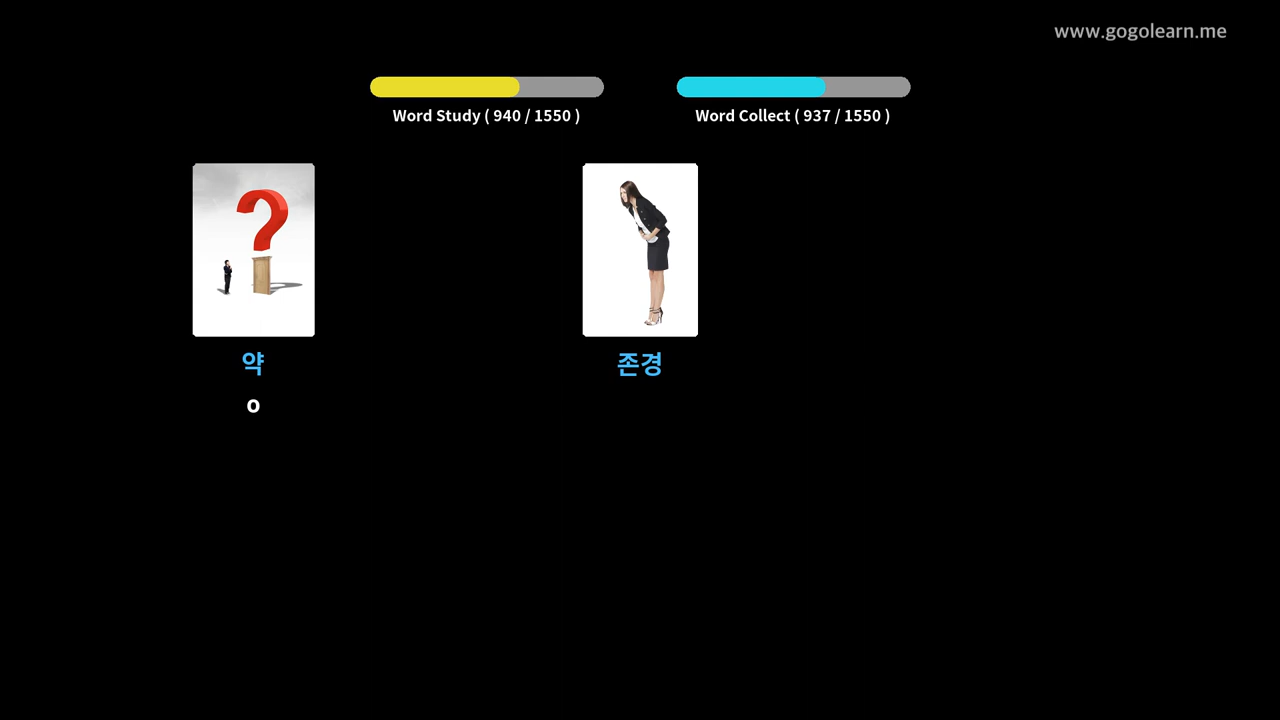 www.gogolearn.me
Word Study ( 940 / 1550 )
Word Collect ( 937 / 1550 )
약
존경
o